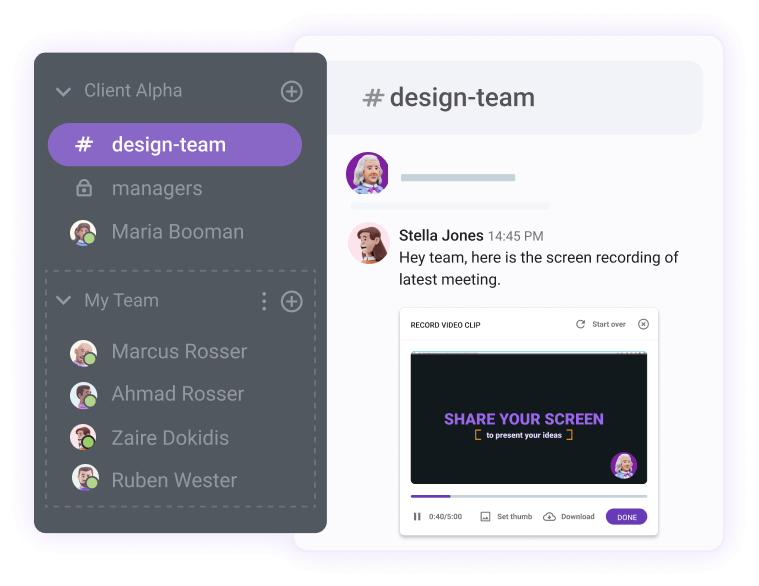 Client Alpha
# design-team
managers
Maria Booman
My Team
Marcus Rosser
Ahmad Rosser
Zaire Dokidis
Ruben Wester
# design-team
Stella Jones 14:45 PM
Hey team, here is the screen recording of
latest meeting.
RECORD VIDEO CLIP Start over
SHARE YOUR SCREEN
[ to present your ideas ]
0:40/5:00 Set thumb Download DONE